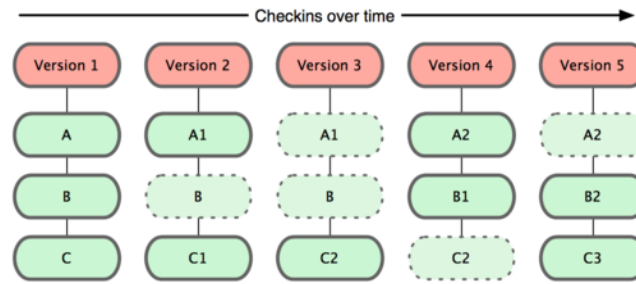 Checkins over time
Version 1 Version 2 Version 3 Version 4 Version 5
A A1 A1 A2 A2
B B B B1 B2
C C1 C2 C2 C3